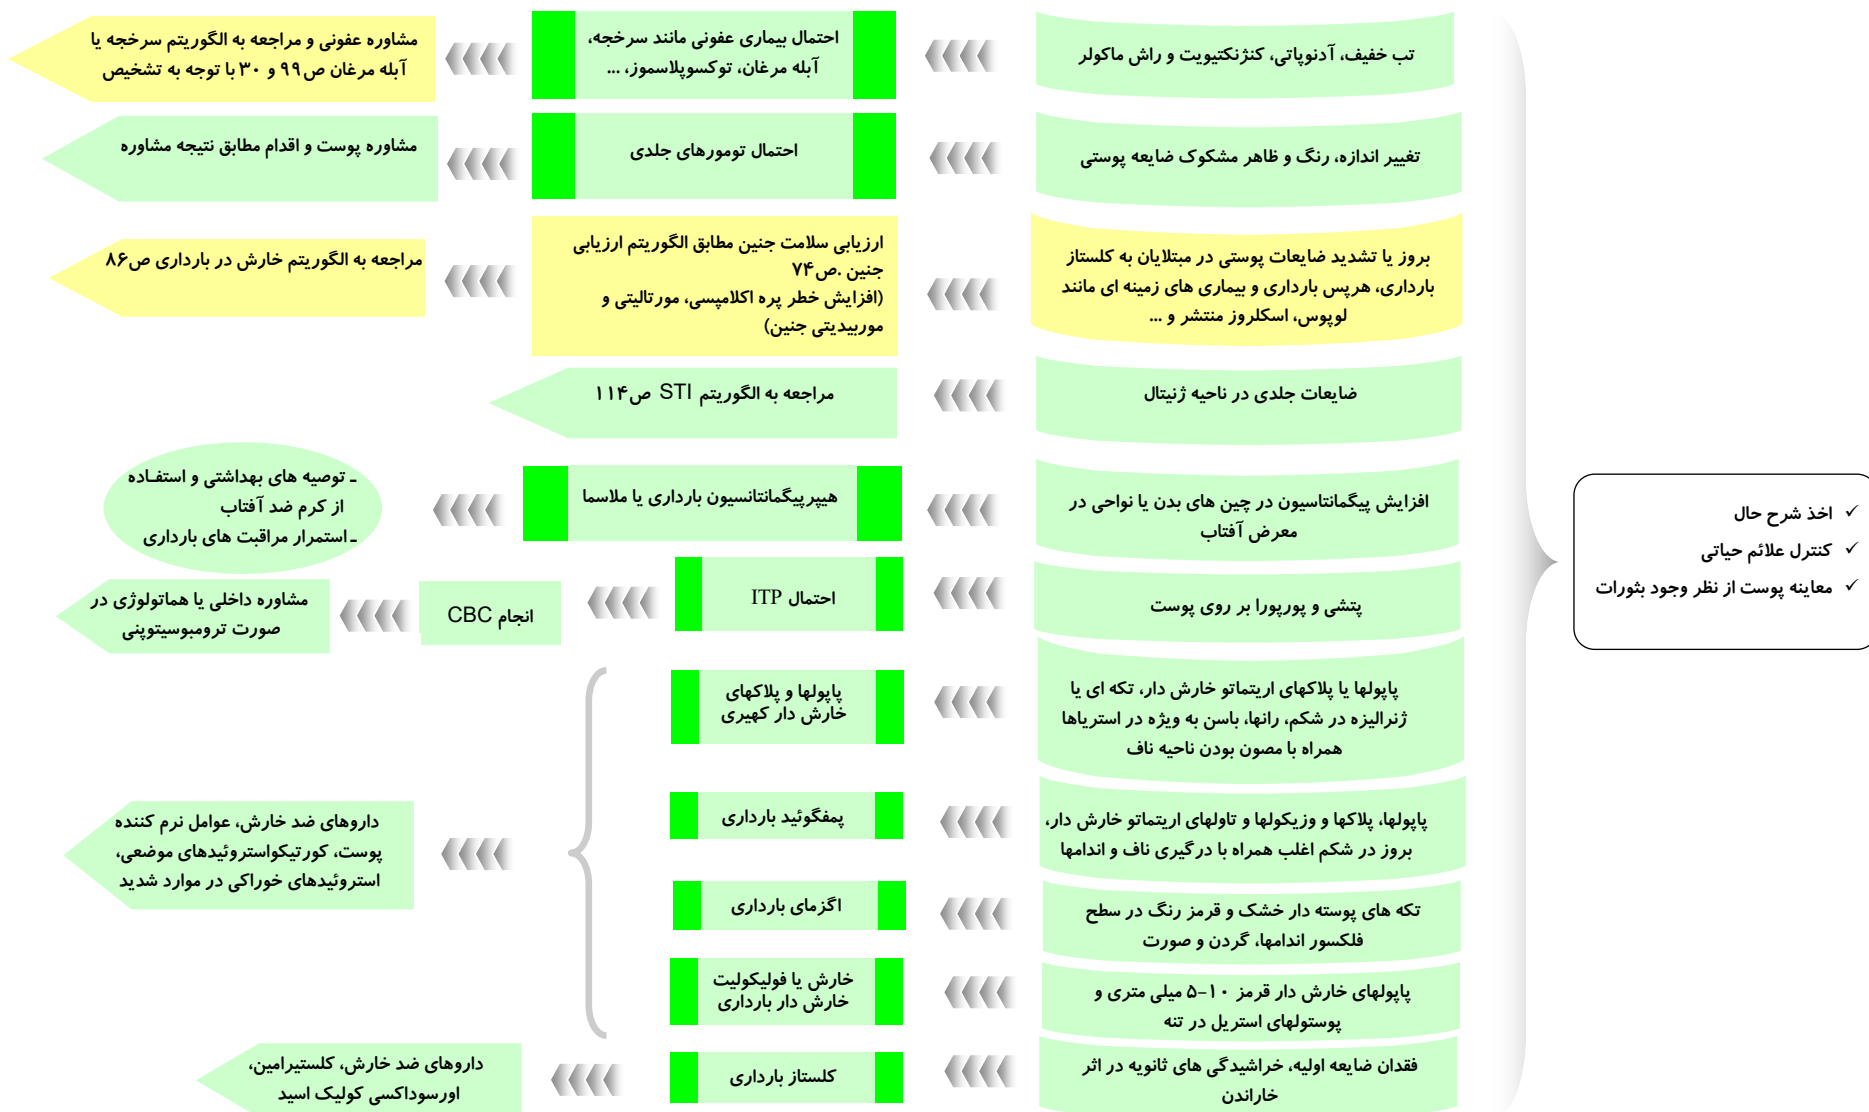 اخذ شرح حال
کنترل علائم حیاتی
معاینه پوست از نظر وجود بثورات
تب خفیف، آدنوپاتی، کنژنکتیویت و راش ماکولر
احتمال بیماری عفونی مانند سرخجه،
آبله مرغان، توکسوپلاسموز، ...
مشاوره عفونی و مراجعه به الگوریتم سرخجه یا
آبله مرغان ص۹۹ و ۳۰ با توجه به تشخیص
تغییر اندازه، رنگ و ظاهر مشکوک ضایعه پوستی
احتمال تومورهای جلدی
مشاوره پوست و اقدام مطابق نتیجه مشاوره
بروز یا تشدید ضایعات پوستی در مبتلایان به کلستاز
بارداری، هرپس بارداری و بیماری های زمینه ای مانند
لوپوس، اسکلروز منتشر و ...
ارزیابی سلامت جنین مطابق الگوریتم ارزیابی
جنین .ص۷۴
(افزایش خطر پره اکلامپسی، مورتالیتی و
موربیدیتی جنین)
مراجعه به الگوریتم خارش در بارداری ص۸۶
ضایعات جلدی در ناحیه ژنیتال
مراجعه به الگوریتم STI ص۱۱۴
افزایش پیگمانتاسیون در چین های بدن یا نواحی در
معرض آفتاب
هیپرپیگمانتانسیون بارداری یا ملاسما
ـ توصیه های بهداشتی و استفـاده
از کرم ضد آفتاب
ـ استمرار مراقبت های بارداری
پتشی و پورپورا بر روی پوست
احتمال ITP
انجام CBC
مشاوره داخلی یا هماتولوژی در
صورت ترومبوسیتوپنی
پاپولها یا پلاکهای اریتماتو خارش دار، تکه ای یا
ژنرالیزه در شکم، رانها، باسن به ویژه در استریاها
همراه با مصون بودن ناحیه ناف
پاپولها و پلاکهای
خارش دار کهیری
پاپولها، پلاکها و وزیکولها و تاولهای اریتماتو خارش دار،
بروز در شکم اغلب همراه با درگیری ناف و اندامها
پمفگوئید بارداری
داروهای ضد خارش، عوامل نرم کننده
پوست، کورتیکواستروئیدهای موضعی،
استروئیدهای خوراکی در موارد شدید
تکه های پوسته دار خشک و قرمز رنگ در سطح
فلکسور اندامها، گردن و صورت
اگزمای بارداری
پاپولهای خارش دار قرمز ۱۰-۵ میلی متری و
پوستولهای استریل در تنه
خارش یا فولیکولیت
خارش دار بارداری
فقدان ضایعه اولیه، خراشیدگی های ثانویه در اثر
خاراندن
کلستاز بارداری
داروهای ضد خارش، کلستیرامین،
اورسوداکسی کولیک اسید